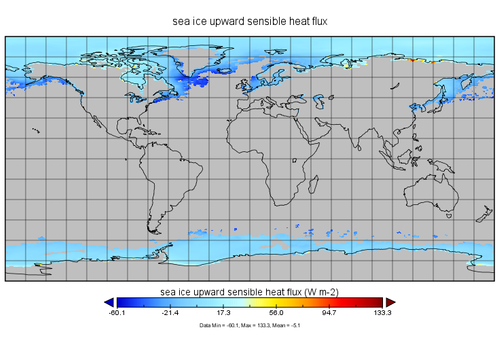 sea ice upward sensible heat flux
sea ice upward sensible heat flux (W m-2)
-60.1 -21.4 17.3 56.0 94.7 133.3
Data Min = -60.1, Max = 133.3, Mean = -5.1